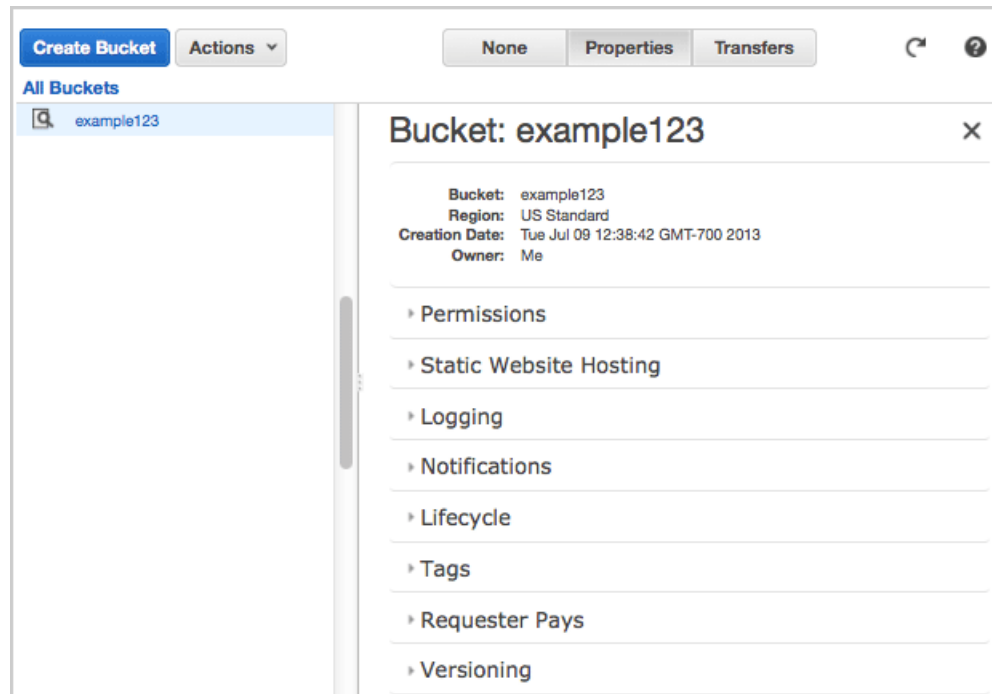 Create Bucket Actions None Properties Transfers
All Buckets
example123
Bucket: example123
Bucket: example123
Region: US Standard
Creation Date: Tue Jul 09 12:38:42 GMT-700 2013
Owner: Me
Permissions
Static Website Hosting
Logging
Notifications
Lifecycle
Tags
Requester Pays
Versioning